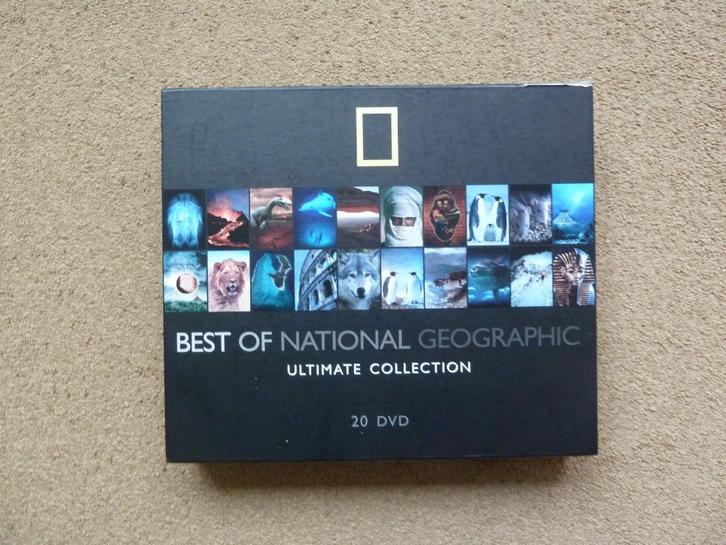 BEST OF NATIONAL GEOGRAPHIC
ULTIMATE COLLECTION
20 DVD